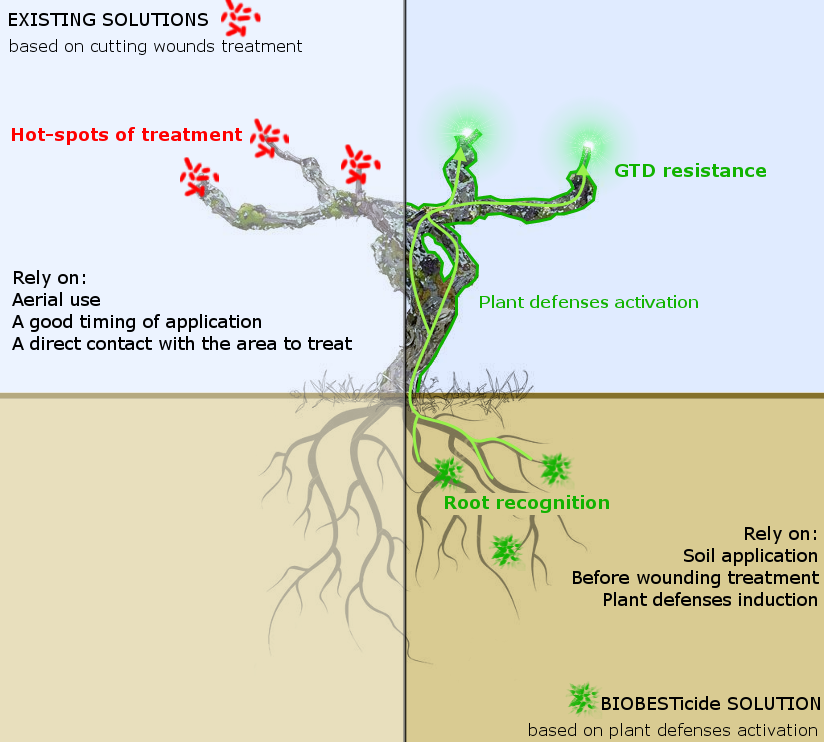 EXISTING SOLUTIONS
based on cutting wounds treatment
Hot-spots of treatment
Rely on:
Aerial use
A good timing of application
A direct contact with the area to treat
GTD resistance
Plant defenses activation
Root recognition
Rely on:
Soil application
Before wounding treatment
Plant defenses induction
BIOBESTicide SOLUTION
based on plant defenses activation